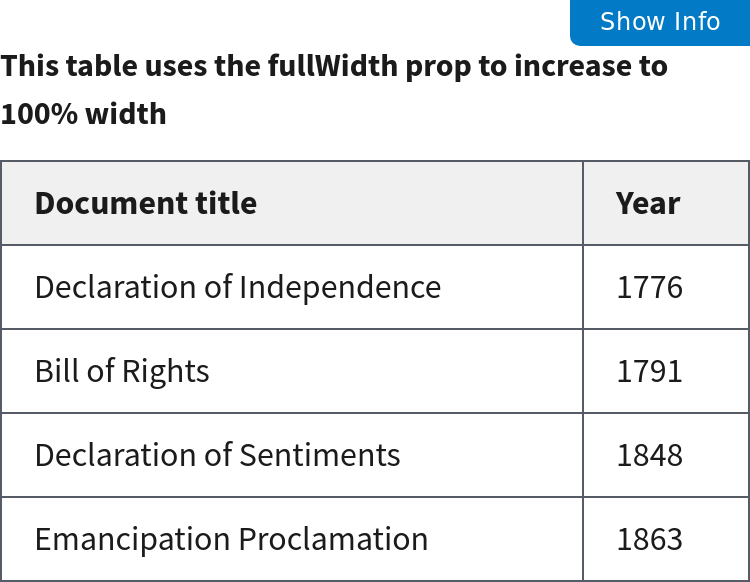 Show Info
This table uses the fullWidth prop to increase to
100% width
Document title Year
Declaration of Independence 1776
Bill of Rights 1791
Declaration of Sentiments 1848
Emancipation Proclamation 1863